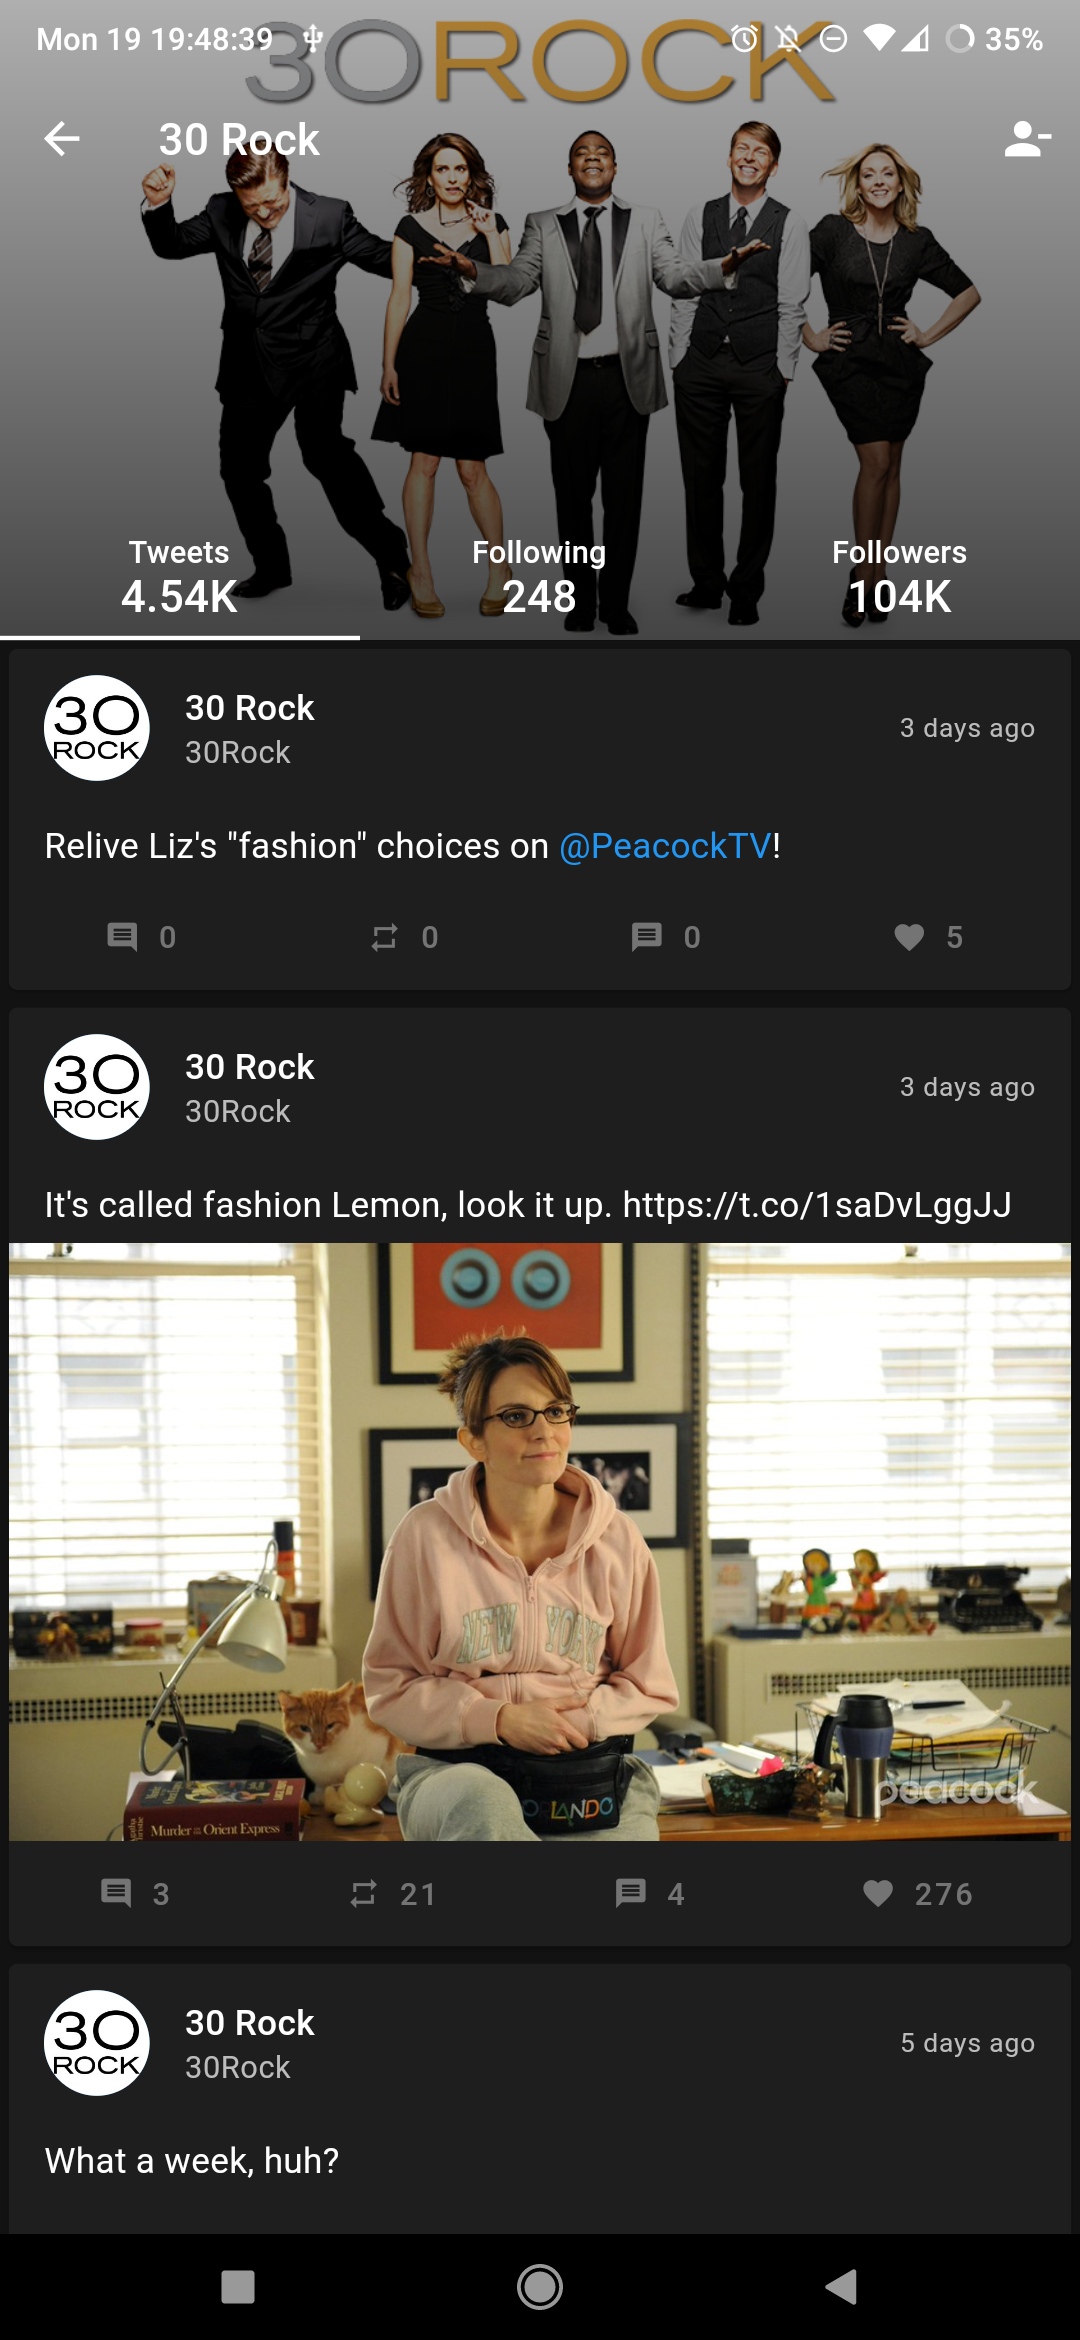 Mon 19 19:48:39
35%
30ROCK
30 Rock
Tweets
4.54K
Following
248
Followers
104K
30 ROCK
30 Rock
30Rock
3 days ago
Relive Liz's "fashion" choices on @PeacockTV!
0
0
0
5
30 ROCK
30 Rock
30Rock
3 days ago
It's called fashion Lemon, look it up. https://t.co/1saDvLggJJ
NEW YORK
ORLANDO
Murder on the Orient Express
peacock
3
21
4
276
30 ROCK
30 Rock
30Rock
5 days ago
What a week, huh?